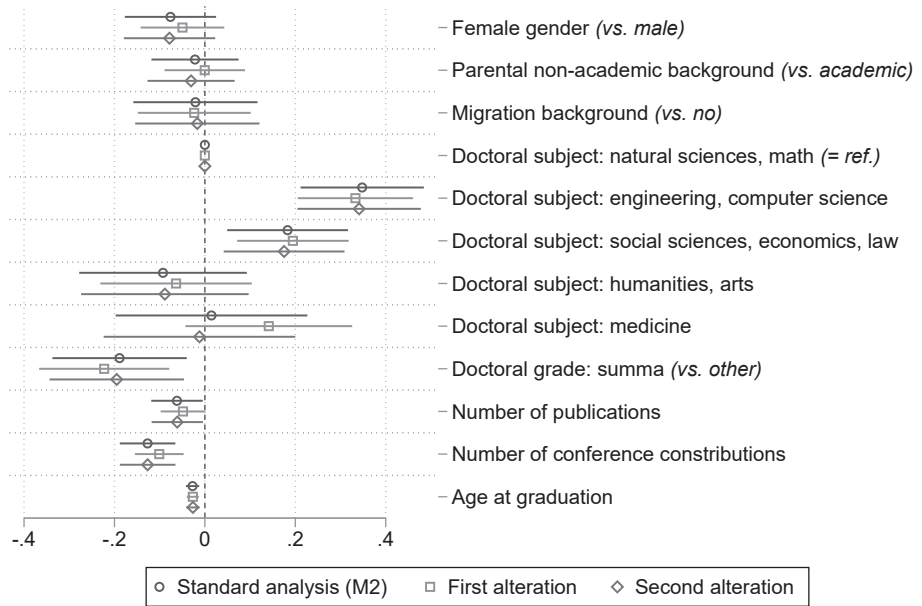 Female gender (vs. male)
Parental non-academic background (vs. academic)
Migration background (vs. no)
Doctoral subject: natural sciences, math (= ref.)
Doctoral subject: engineering, computer science
Doctoral subject: social sciences, economics, law
Doctoral subject: humanities, arts
Doctoral subject: medicine
Doctoral grade: summa (vs. other)
Number of publications
Number of conference constributions
Age at graduation
-.4 -.2 0 .2 .4
Standard analysis (M2) First alteration Second alteration